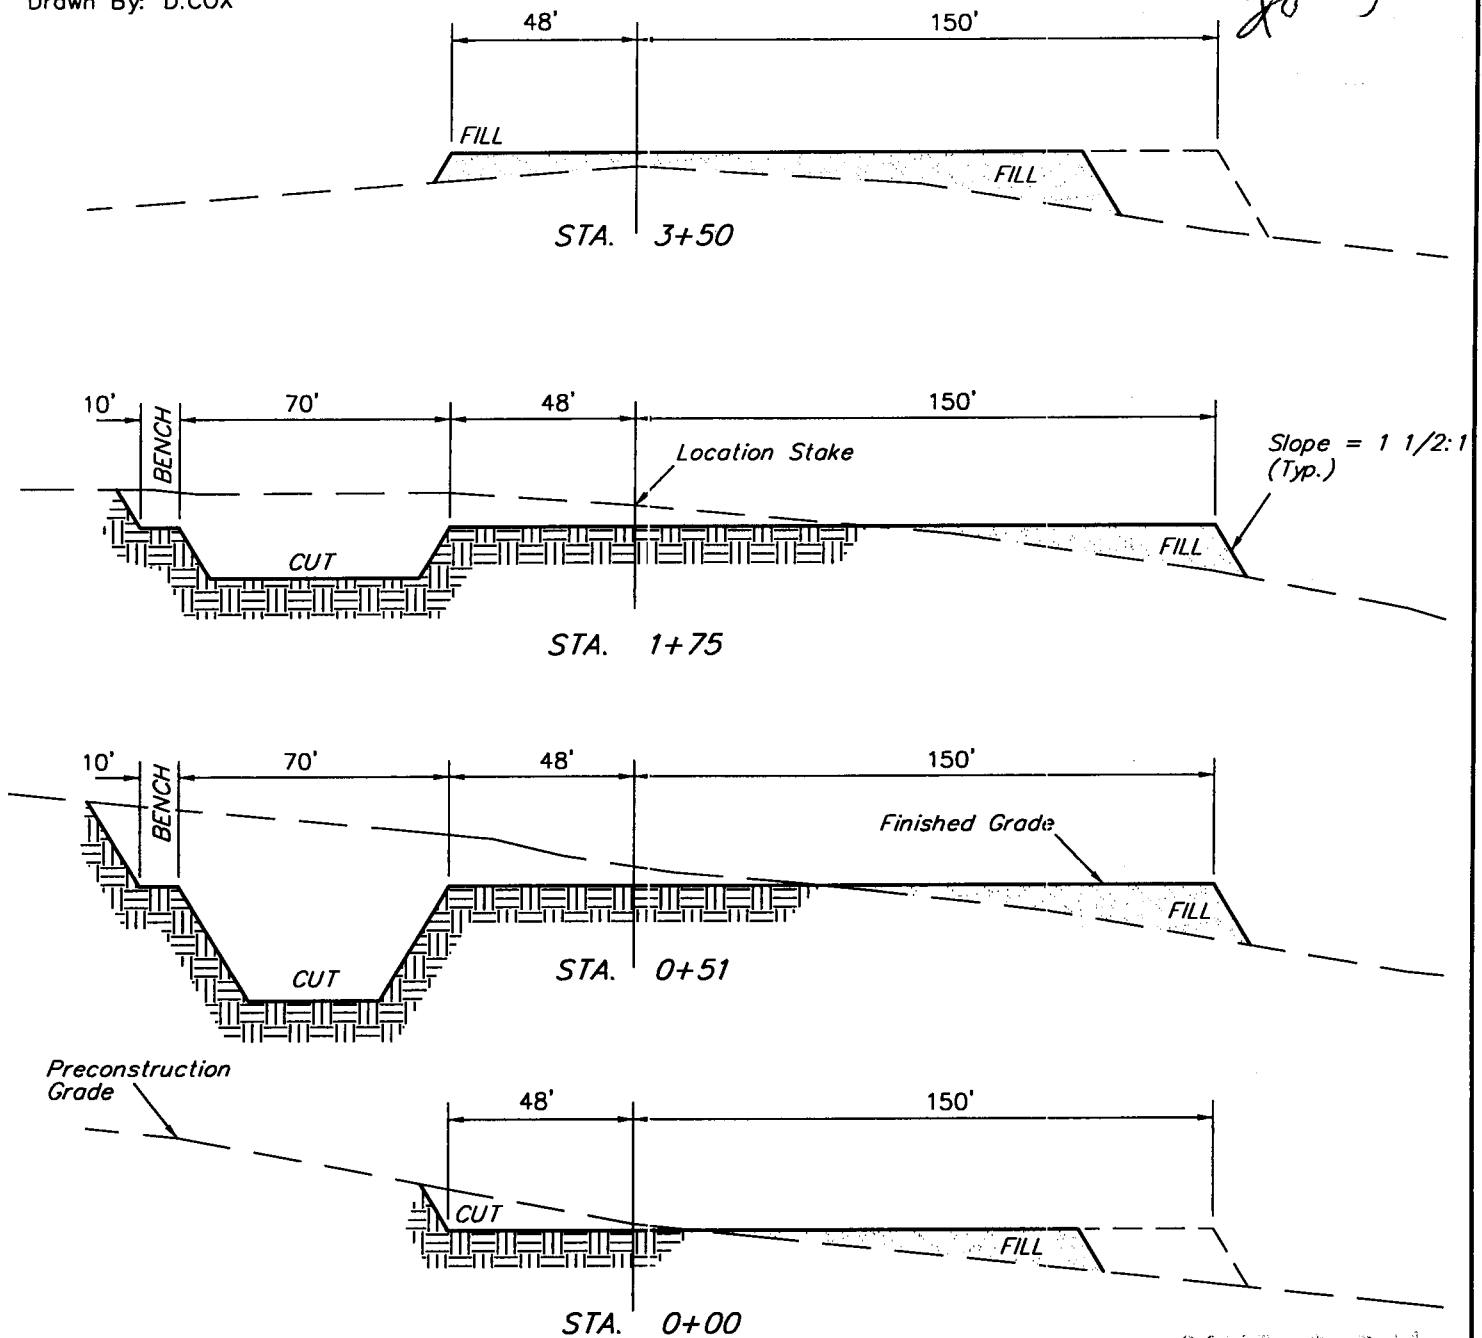 Drawn By: D.COX
48' 150'
FILL
FILL
STA. 3+50
10' BENCH 70' 48' 150'
Location Stake
Slope = 1 1/2:1
(Typ.)
CUT
FILL
STA. 1+75
10' BENCH 70' 48' 150'
Finished Grade
FILL
CUT
STA. 0+51
Preconstruction
Grade
48' 150'
CUT
FILL
STA. 0+00